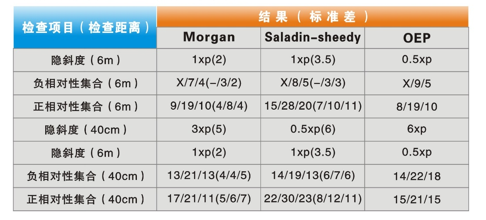 检查项目（检查距离） 结果（标准差）
Morgan Saladin-sheedy OEP
隐斜度（6m） 1xp(2) 1xp(3.5) 0.5xp
负相对性集合（6m） X/7/4(-/3/2) X/8/5(-/3/3) X/9/5
正相对性集合（6m） 9/19/10(4/8/4) 15/28/20(7/10/11) 8/19/10
隐斜度（40cm） 3xp(5) 0.5xp(6) 6xp
隐斜度（6m） 1xp(2) 1xp(3.5) 0.5xp
负相对性集合（40cm） 13/21/13(4/4/5) 14/19/13(6/7/6) 14/22/18
正相对性集合（40cm） 17/21/11(5/6/7) 22/30/23(8/12/11) 15/21/15